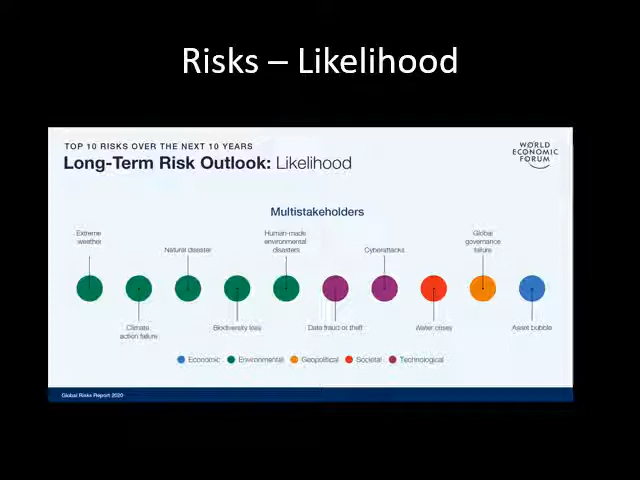 Risks – Likelihood
TOP 10 RISKS OVER THE NEXT 10 YEARS
Long-Term Risk Outlook: Likelihood
WORLD
ECONOMIC
FORUM
Multistakeholders
Extreme
weather
Natural disaster
Human-made
environmental
disasters
Cyberattacks
Global
governance
failure
Climate
action failure
Biodiversity loss
Data fraud or theft
Water crises
Asset bubble
Economic
Environmental
Geopolitical
Societal
Technological
Global Risks Report 2020